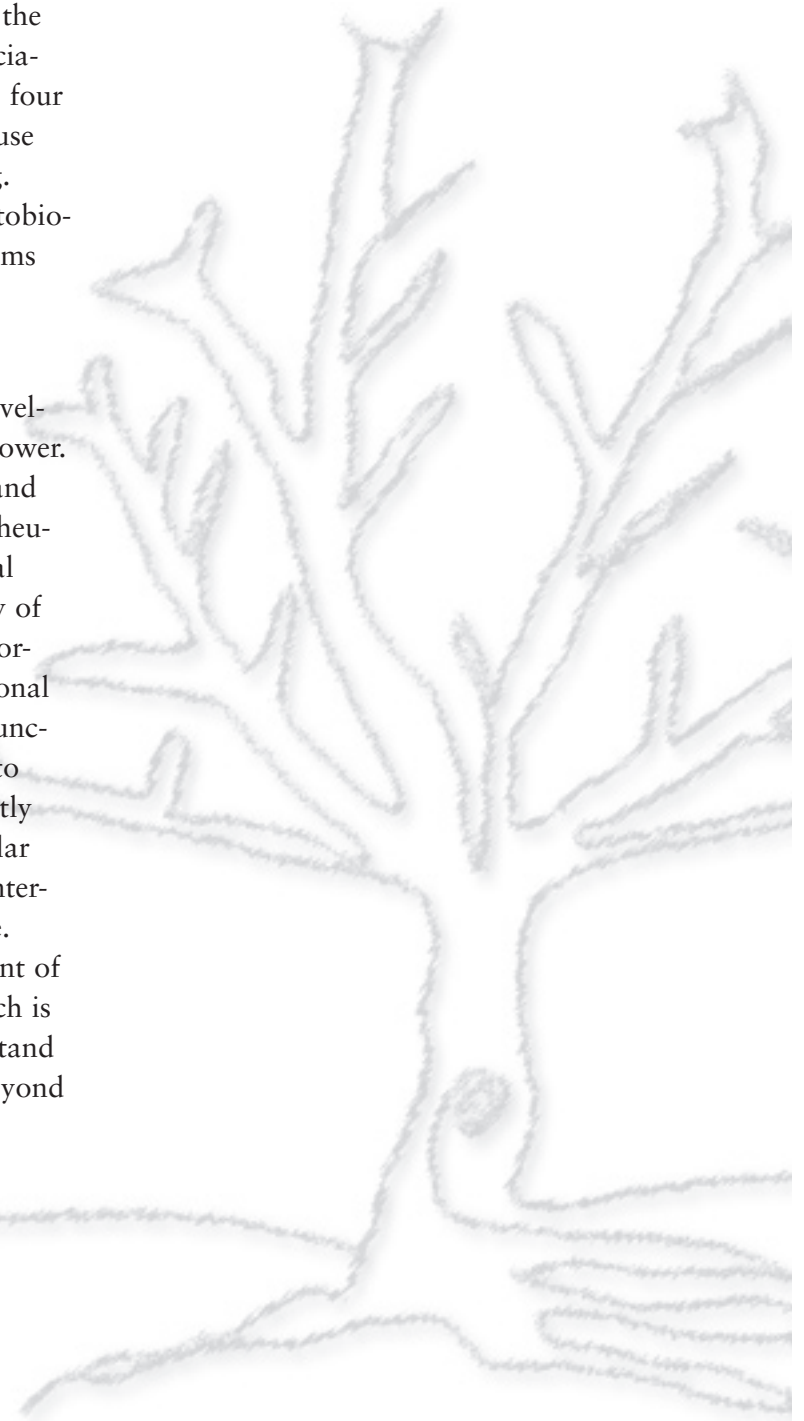 the
cia-
four
use
g.
tobio-
ms
vel-
ower.
and
heu-
al
y of
or-
onal
unc-
to
tly
lar
nter-
e.
nt of
ch is
tand
yond